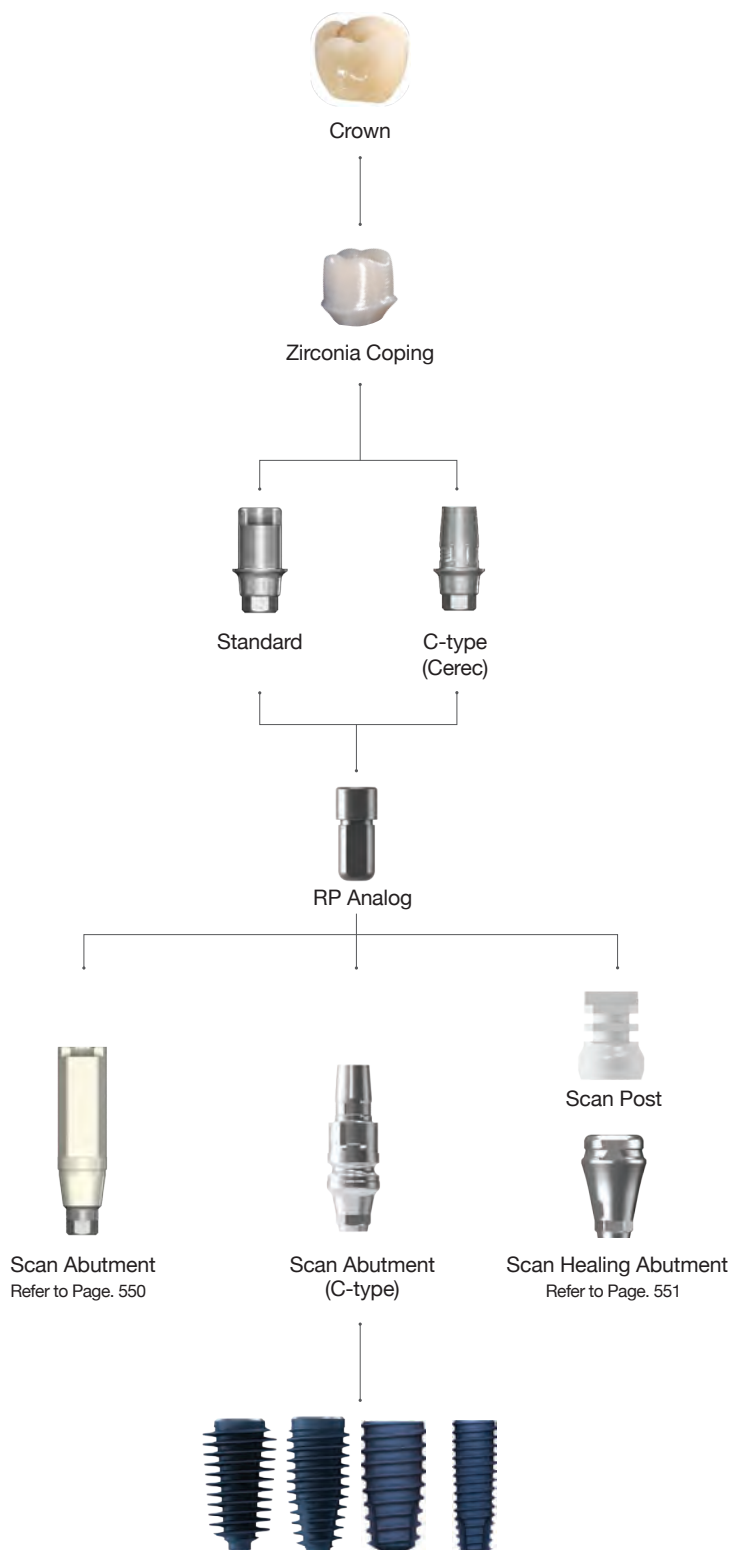 Crown
Zirconia Coping
Standard
C-type
(Cerec)
RP Analog
Scan Post
Scan Abutment
Refer to Page. 550
Scan Abutment
(C-type)
Scan Healing Abutment
Refer to Page. 551